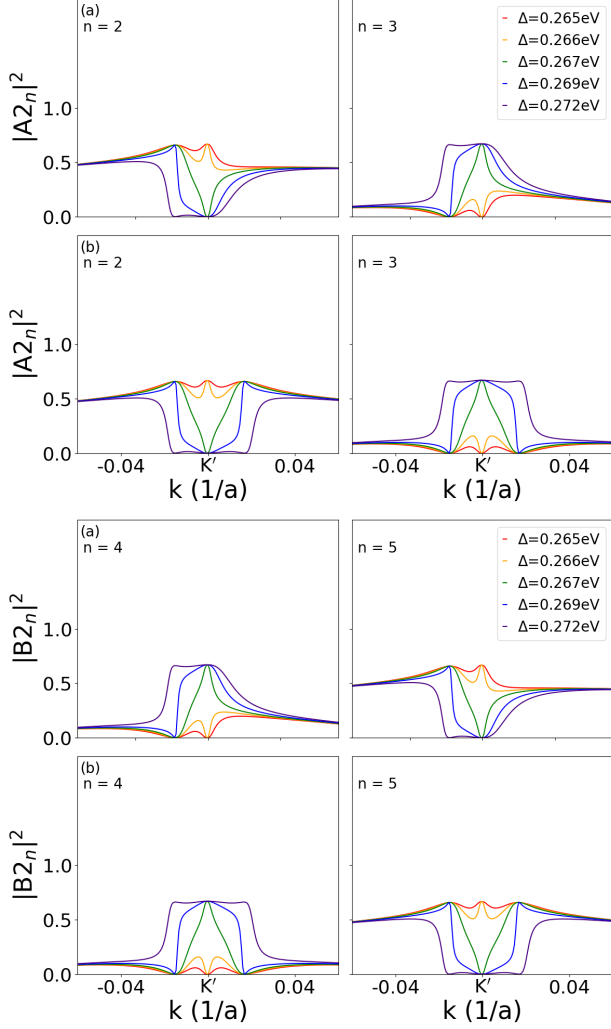 (a)
n = 2
n = 3
Δ=0.265eV
Δ=0.266eV
Δ=0.267eV
Δ=0.269eV
Δ=0.272eV
|A2ₙ|²
1.0
0.5
0.0
(b)
n = 2
n = 3
|A2ₙ|²
1.0
0.5
0.0
-0.04 K′ 0.04
K′ 0.04
k (1/a)
k (1/a)
(a)
n = 4
n = 5
Δ=0.265eV
Δ=0.266eV
Δ=0.267eV
Δ=0.269eV
Δ=0.272eV
|B2ₙ|²
1.0
0.5
0.0
(b)
n = 4
n = 5
|B2ₙ|²
1.0
0.5
0.0
-0.04 K′ 0.04
-0.04 K′ 0.04
k (1/a)
k (1/a)